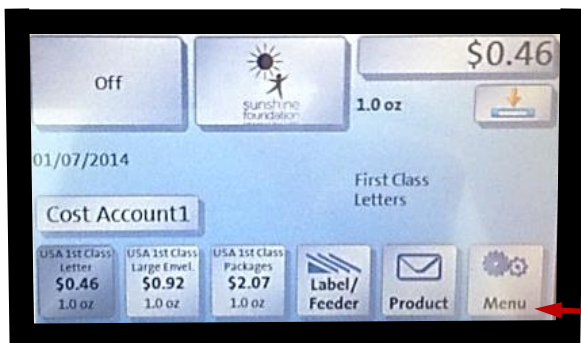 Off
sunshine
foundation
$0.46
1.0 oz
01/07/2014
First Class
Letters
Cost Account1
USA 1st Class
Letter
$0.46
1.0 oz
USA 1st Class
Large Envel.
$0.92
1.0 oz
USA 1st Class
Packages
$2.07
1.0 oz
Label/
Feeder
Product
Menu